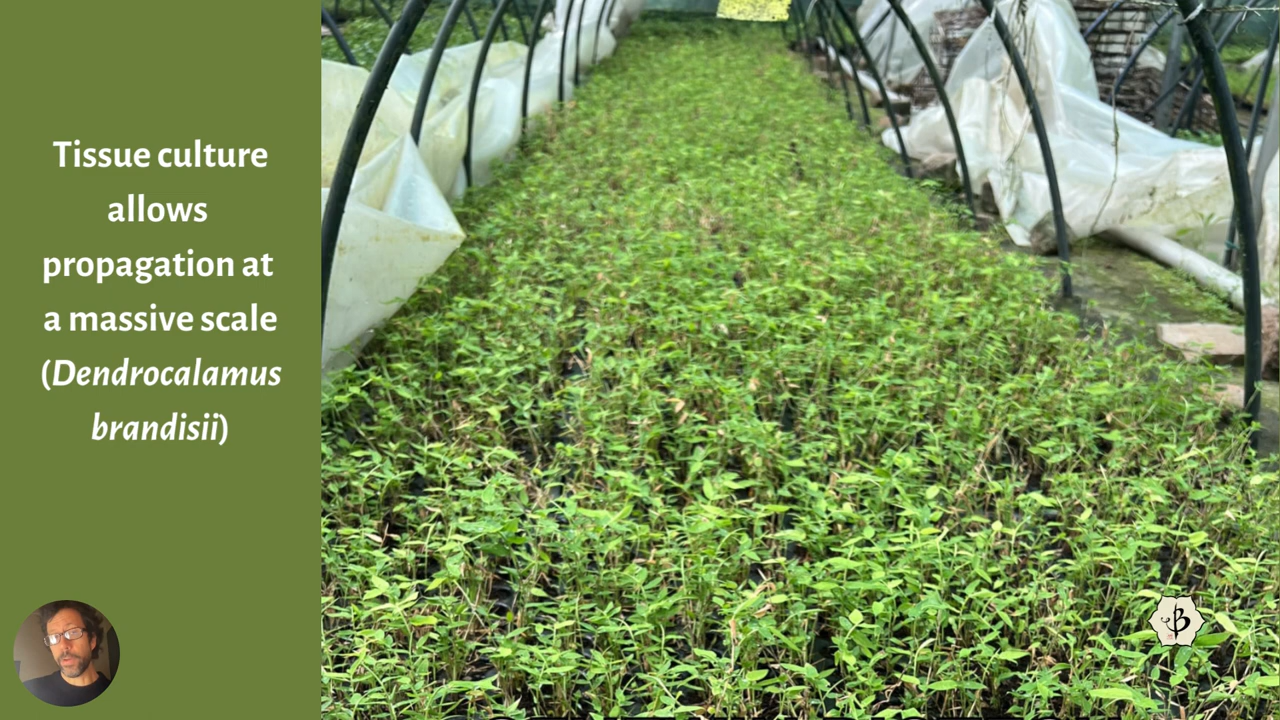 Tissue culture
allows
propagation at
a massive scale
(Dendrocalamus
brandisii)
B